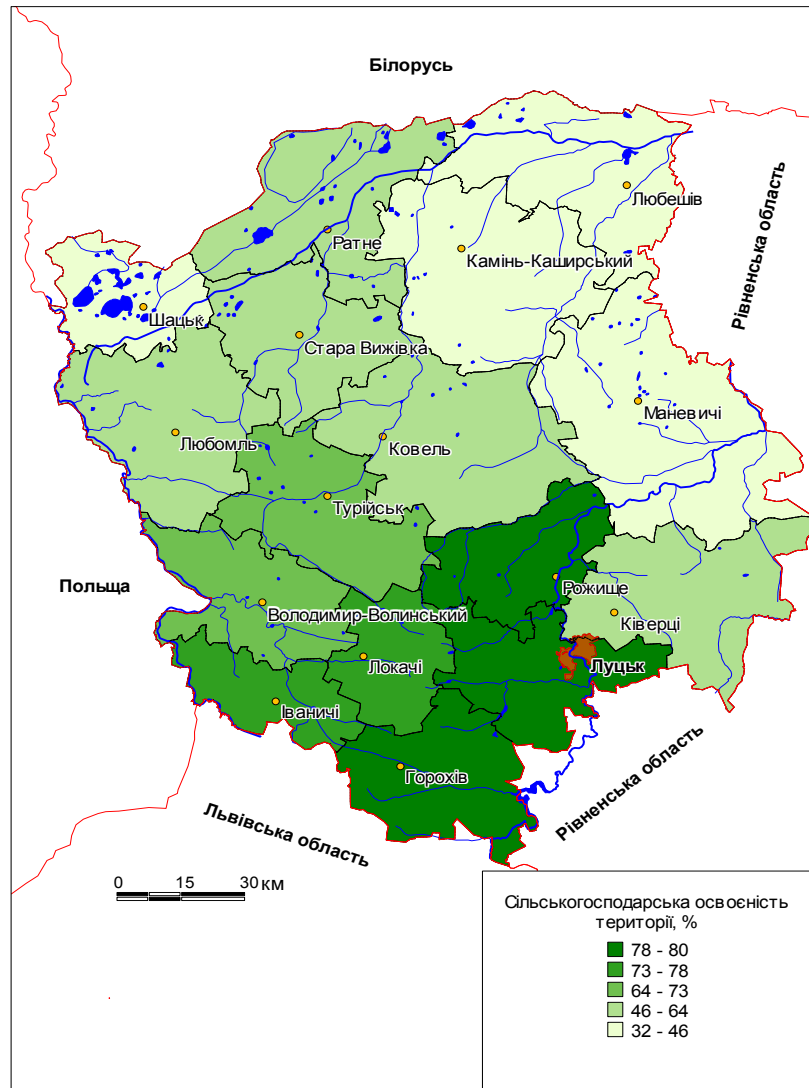 Білорусь
Рівненська область
Любешів
Ратне
Камінь-Каширський
Шацьк
Стара Вижівка
Маневичі
Любомль
Ковель
Турійськ
Польща
Рожище
Володимир-Волинський
Ківерці
Локачі
Луцьк
Іваничі
Горохів
Рівненська область
Львівська область
0 15 30 км
Сільськогосподарська освоєність
території, %
78 - 80
73 - 78
64 - 73
46 - 64
32 - 46